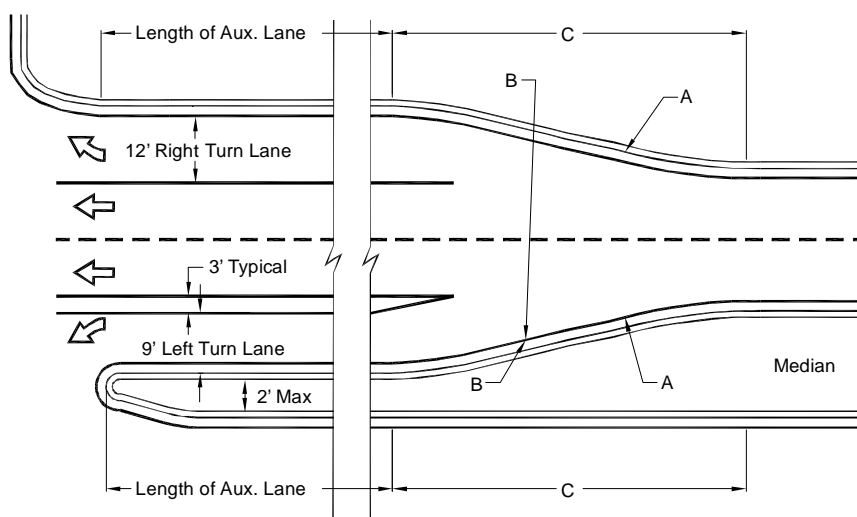 Length of Aux. Lane
C
B
A
12’ Right Turn Lane
3’ Typical
9’ Left Turn Lane
Median
B
A
2’ Max
Length of Aux. Lane
C